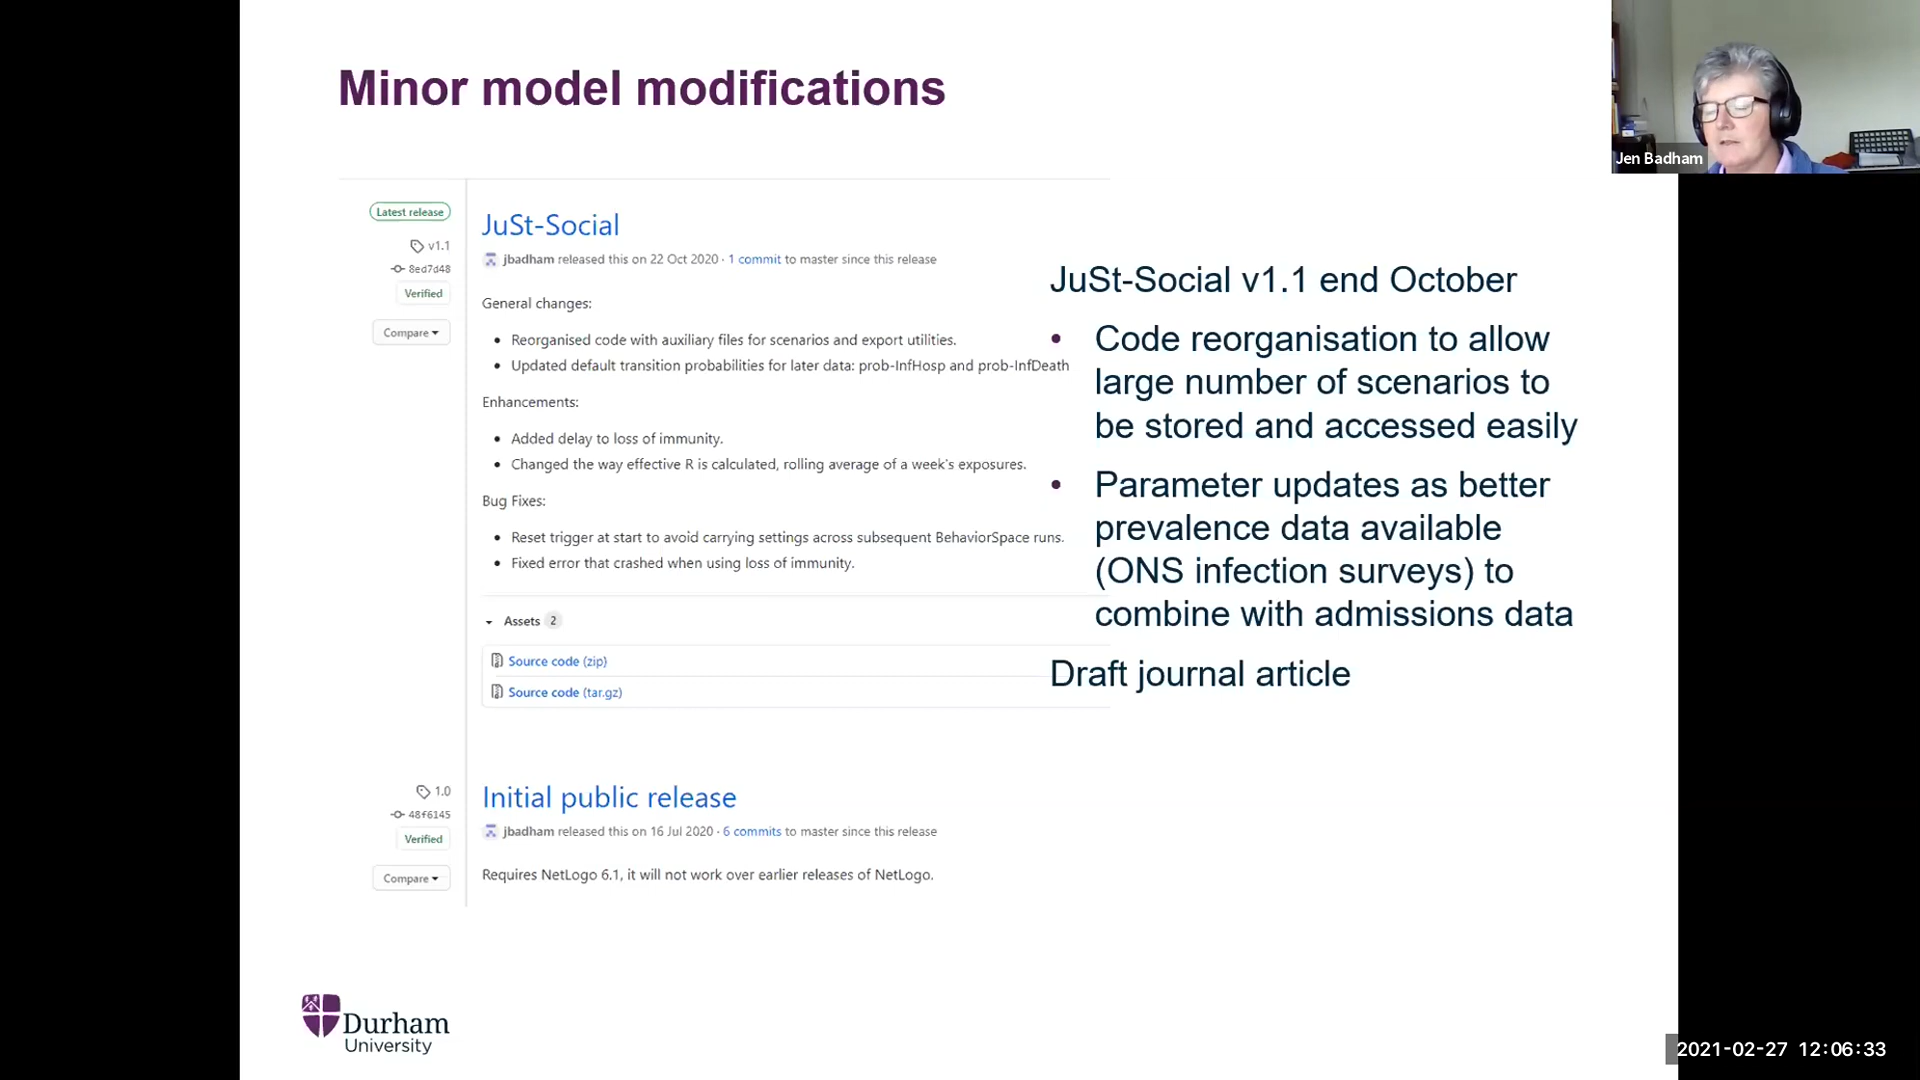 Minor model modifications
Jen Badham
Latest release
v1.1
8ed7d48
Verified
Compare
JuSt-Social
jbadham released this on 22 Oct 2020 · 1 commit to master since this release
General changes:
• Reorganised code with auxiliary files for scenarios and export utilities.
• Updated default transition probabilities for later data: prob-InfHosp and prob-InfDeath
Enhancements:
• Added delay to loss of immunity.
• Changed the way effective R is calculated, rolling average of a week's exposures.
Bug Fixes:
• Reset trigger at start to avoid carrying settings across subsequent BehaviorSpace runs.
• Fixed error that crashed when using loss of immunity.
Assets 2
Source code (zip)
Source code (tar.gz)
1.0
48f6145
Verified
Compare
Initial public release
jbadham released this on 16 Jul 2020 · 6 commits to master since this release
Requires NetLogo 6.1, it will not work over earlier releases of NetLogo.
JuSt-Social v1.1 end October
• Code reorganisation to allow
large number of scenarios to
be stored and accessed easily
• Parameter updates as better
prevalence data available
(ONS infection surveys) to
combine with admissions data
Draft journal article
Durham
University
2021-02-27 12:06:33